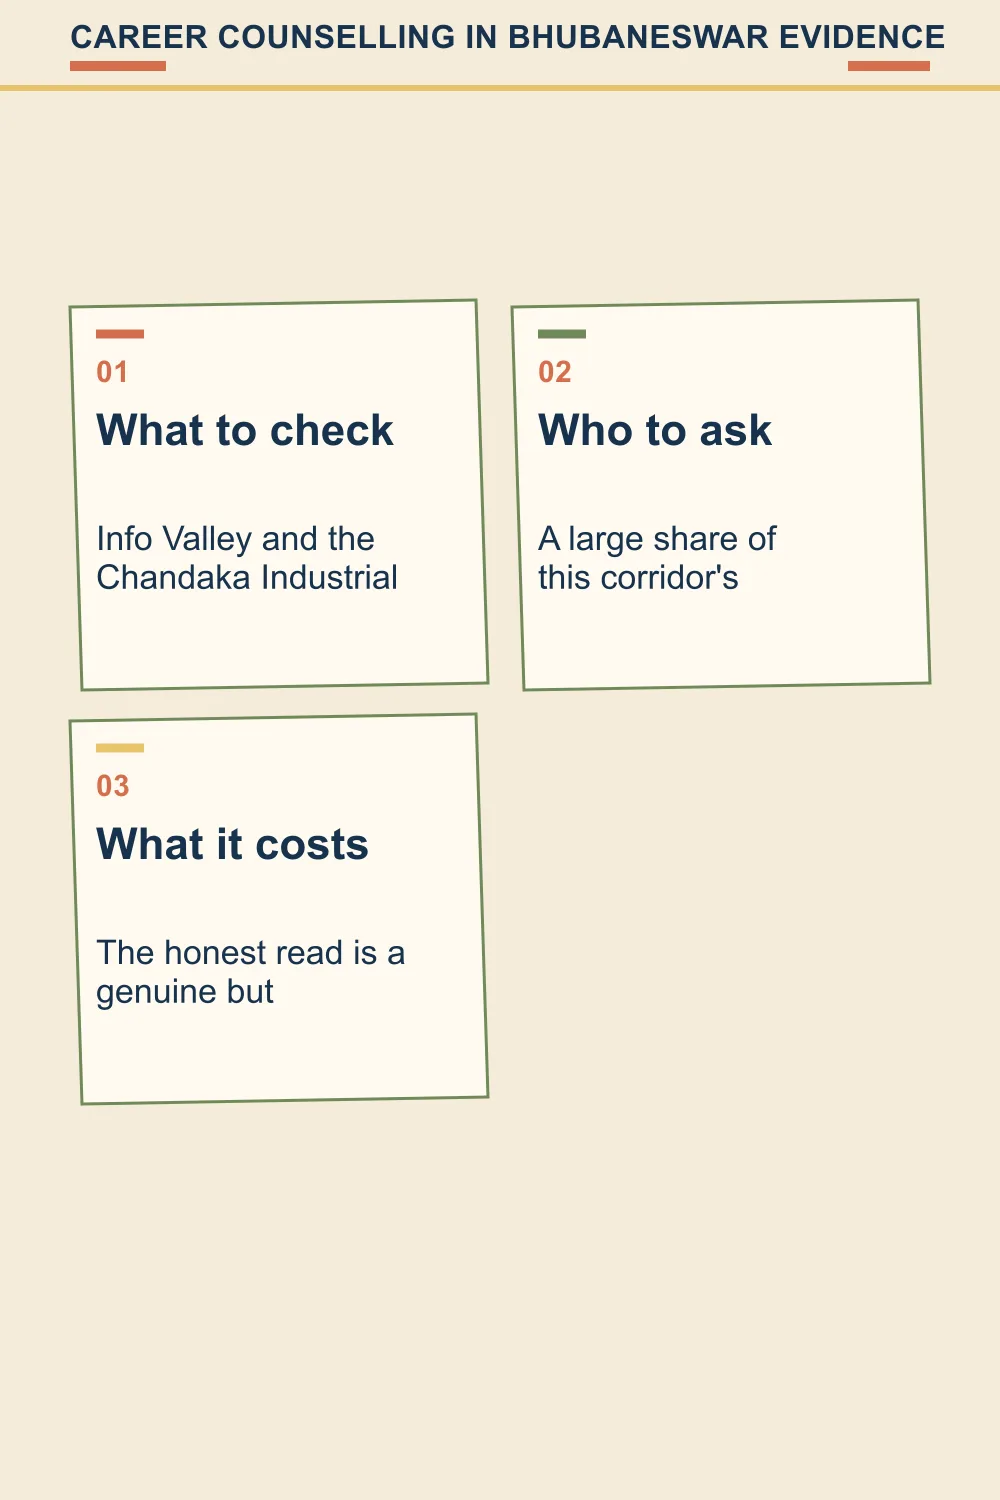 CAREER COUNSELLING IN BHUBANESWAR EVIDENCE
01
What to check
Info Valley and the
Chandaka Industrial
02
Who to ask
A large share of
this corridor's
03
What it costs
The honest read is a
genuine but